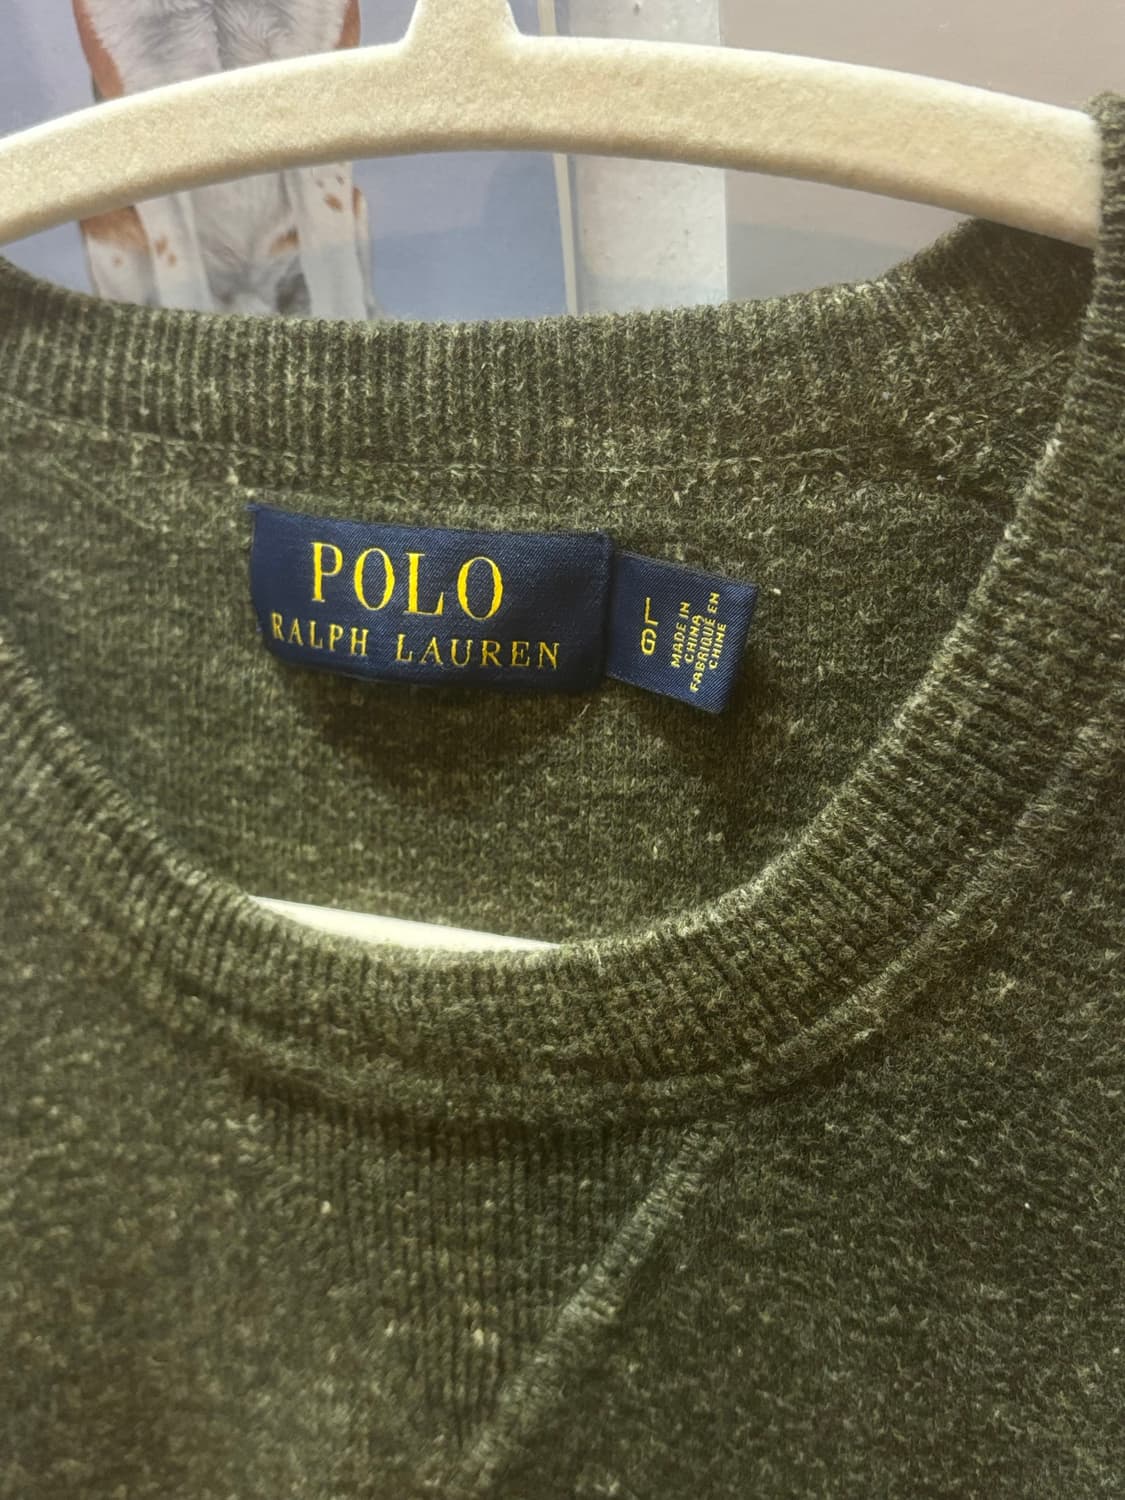 POLO
RALPH LAUREN
L
G
MADE IN
CHINA
FABRIQUÉ EN
CHINE